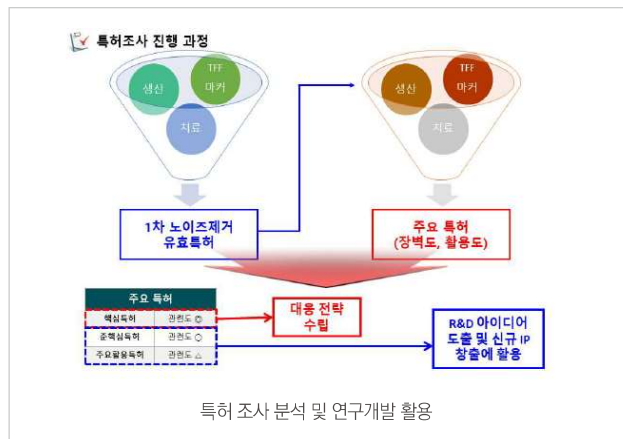 특허조사 진행 과정
생산
TFF
마커
치료
생산
TFF
마커
치료
1차 노이즈제거
유효특허
주요 특허
(장벽도, 활용도)
주요 특허
핵심특허 관련도 ◎
준핵심특허 관련도 ○
주요활용특허 관련도 △
대응 전략
수립
R&D 아이디어
도출 및 신규 IP
창출에 활용
특허 조사 분석 및 연구개발 활용